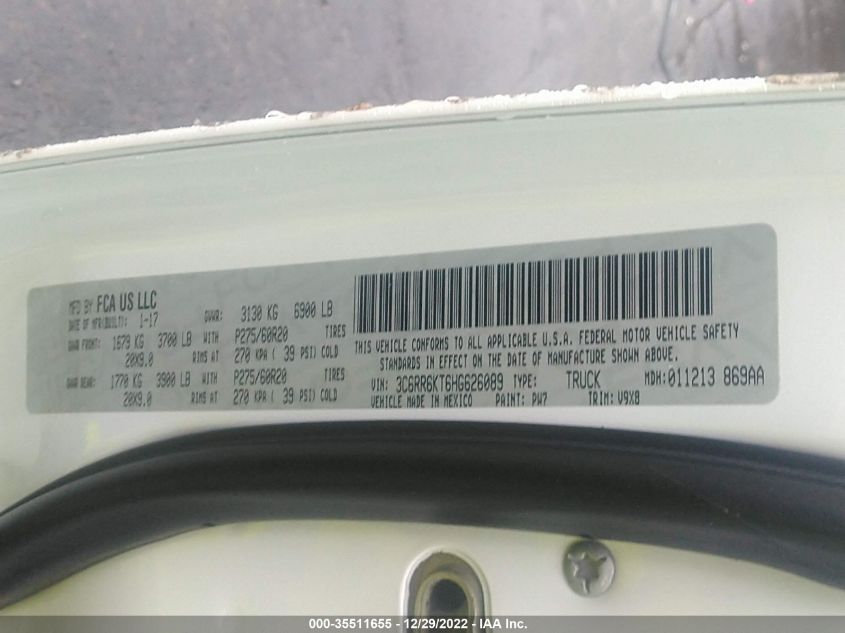 MFD BY FCA US LLC
DATE OF MFR(BUILT): 1-17 GVWR: 3130 KG 6900 LB
GAWR FRONT: 1679 KG 3700 LB WITH P275/60R20 TIRES
20X9.0 RIMS AT 270 KPA ( 39 PSI) COLD
GAWR REAR: 1770 KG 3900 LB WITH P275/60R20 TIRES
20X9.0 RIMS AT 270 KPA ( 39 PSI) COLD
THIS VEHICLE CONFORMS TO ALL APPLICABLE U.S.A. FEDERAL MOTOR VEHICLE SAFETY
STANDARDS IN EFFECT ON THE DATE OF MANUFACTURE SHOWN ABOVE.
VIN: 3C6RR6KT6HG626089 TYPE: TRUCK MDH: 011213 869AA
VEHICLE MADE IN MEXICO PAINT: PW7 TRIM: V9X8
000-35511655 - 12/29/2022 - IAA Inc.